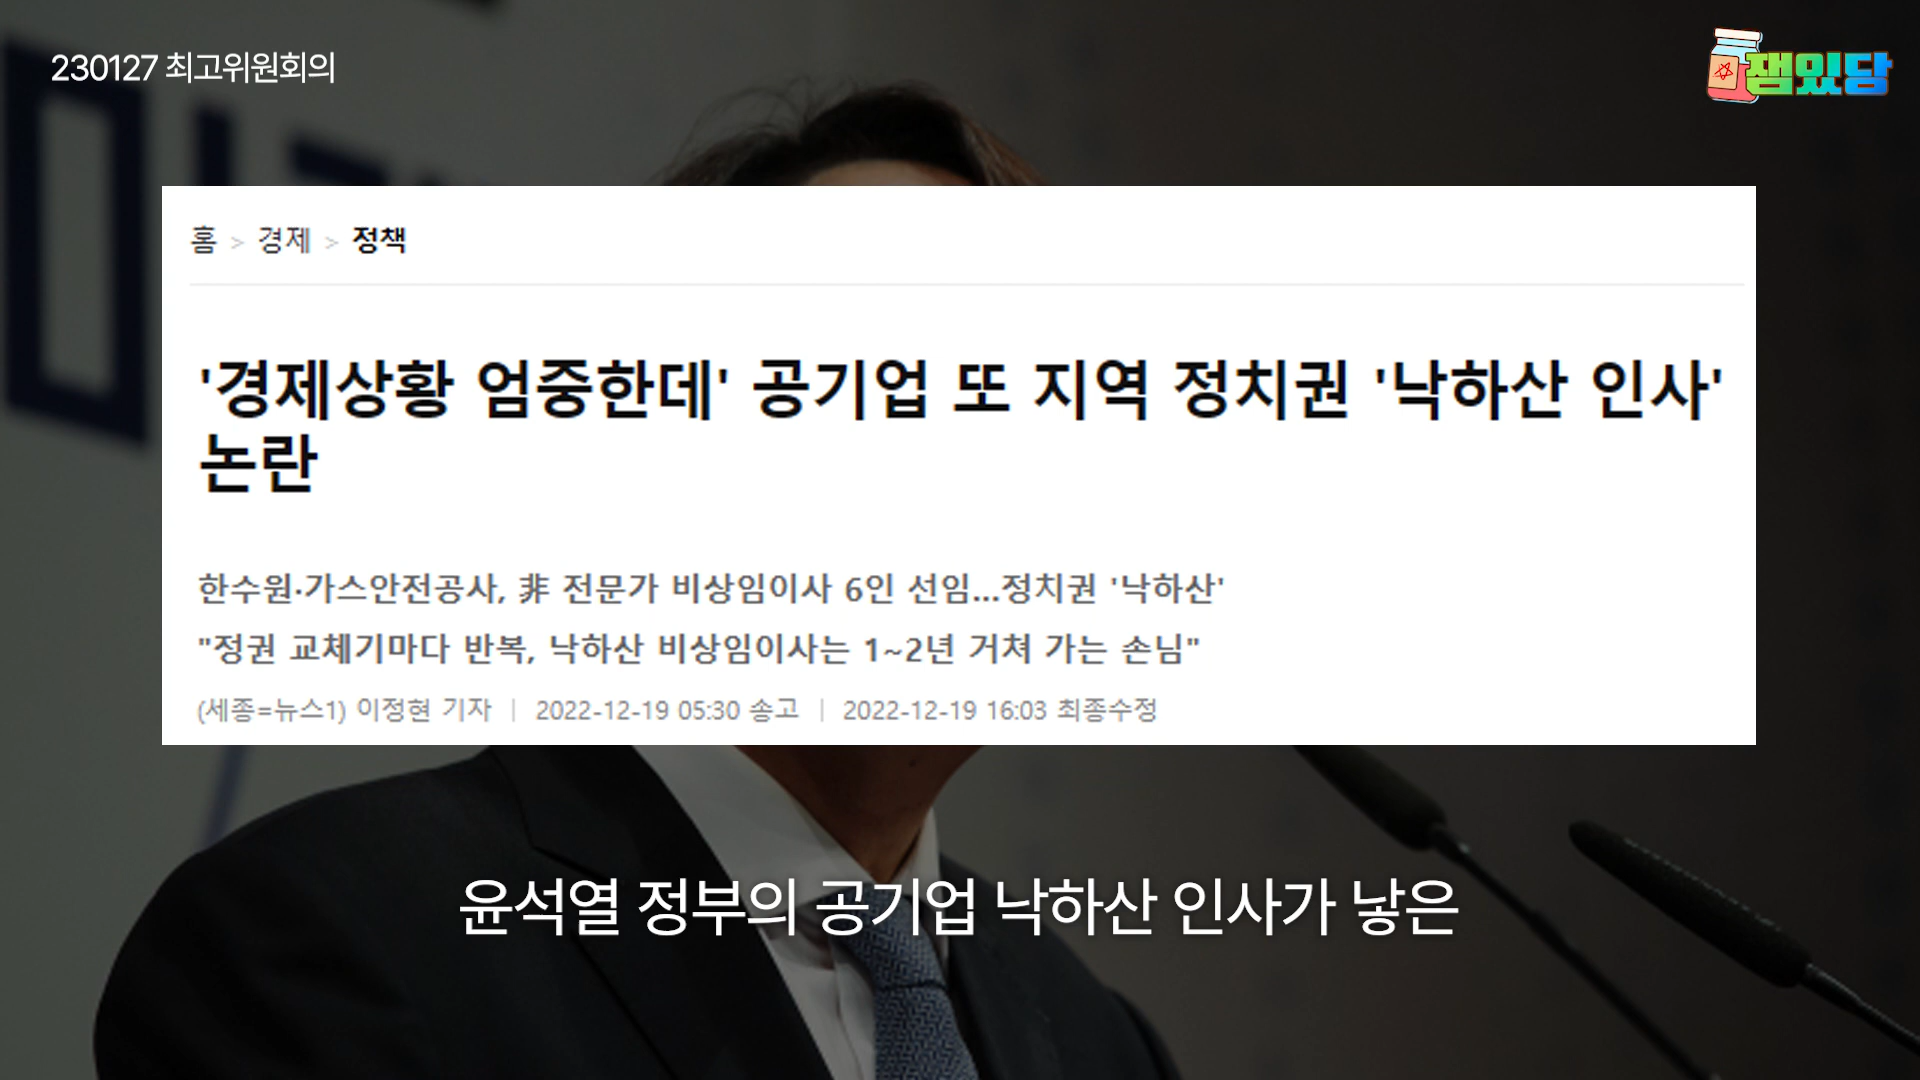 230127 최고위원회의
잼있당
홈 > 경제 > 정책
'경제상황 엄중한데' 공기업 또 지역 정치권 '낙하산 인사'
논란
한수원·가스안전공사, 非 전문가 비상임이사 6인 선임...정치권 '낙하산'
"정권 교체기마다 반복, 낙하산 비상임이사는 1~2년 거쳐 가는 손님"
(세종=뉴스1) 이정현 기자 | 2022-12-19 05:30 송고 | 2022-12-19 16:03 최종수정
윤석열 정부의 공기업 낙하산 인사가 낳은